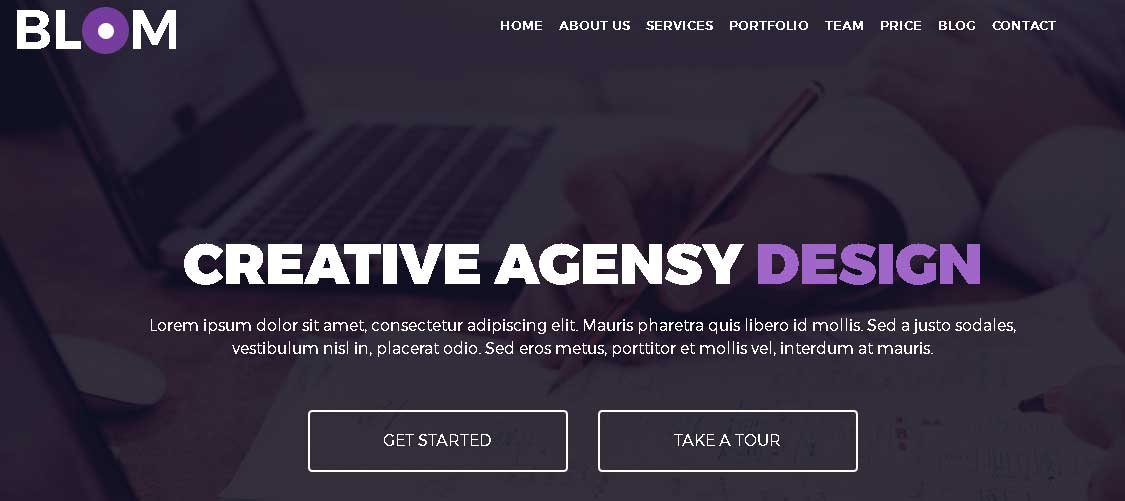 BLOM
HOME ABOUT US SERVICES PORTFOLIO TEAM PRICE BLOG CONTACT
CREATIVE AGENSY DESIGN
Lorem ipsum dolor sit amet, consectetur adipiscing elit. Mauris pharetra quis libero id mollis. Sed a justo sodales,
vestibulum nisl in, placerat odio. Sed eros metus, porttitor et mollis vel, interdum at mauris.
GET STARTED TAKE A TOUR